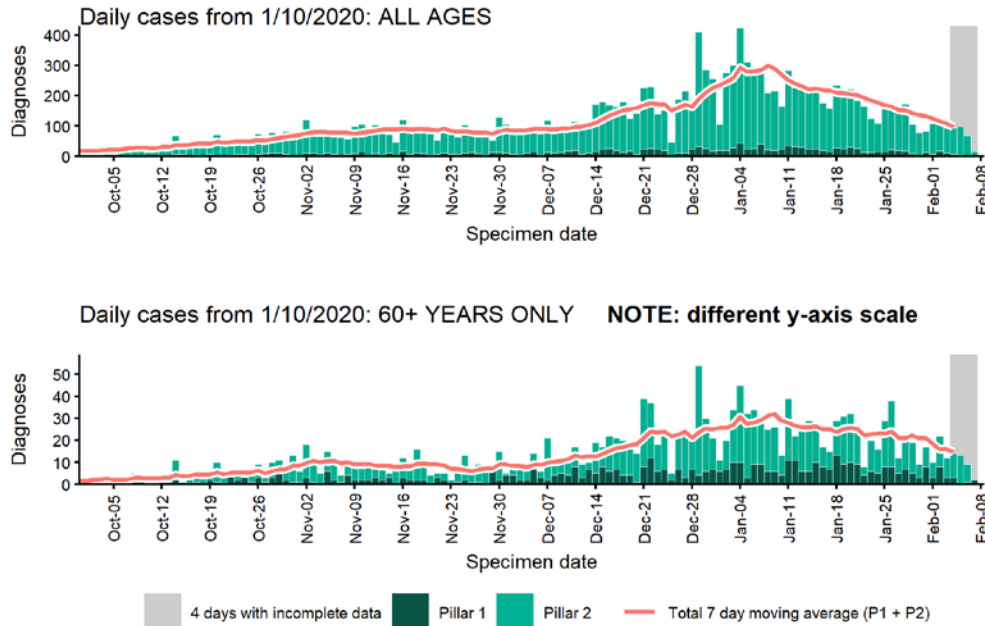 Daily cases from 1/10/2020: ALL AGES
400
300
200
100
0
Diagnoses
Oct-05 Oct-12 Oct-19 Oct-26 Nov-02 Nov-09 Nov-16 Nov-23 Nov-30 Dec-07 Dec-14 Dec-21 Dec-28 Jan-04 Jan-11 Jan-18 Jan-25 Feb-01 Feb-08
Specimen date
Daily cases from 1/10/2020: 60+ YEARS ONLY NOTE: different y-axis scale
50
40
30
20
10
0
Diagnoses
Oct-05 Oct-12 Oct-19 Oct-26 Nov-02 Nov-09 Nov-16 Nov-23 Nov-30 Dec-07 Dec-14 Dec-21 Dec-28 Jan-04 Jan-11 Jan-18 Jan-25 Feb-01 Feb-08
Specimen date
4 days with incomplete data Pillar 1 Pillar 2 Total 7 day moving average (P1 + P2)